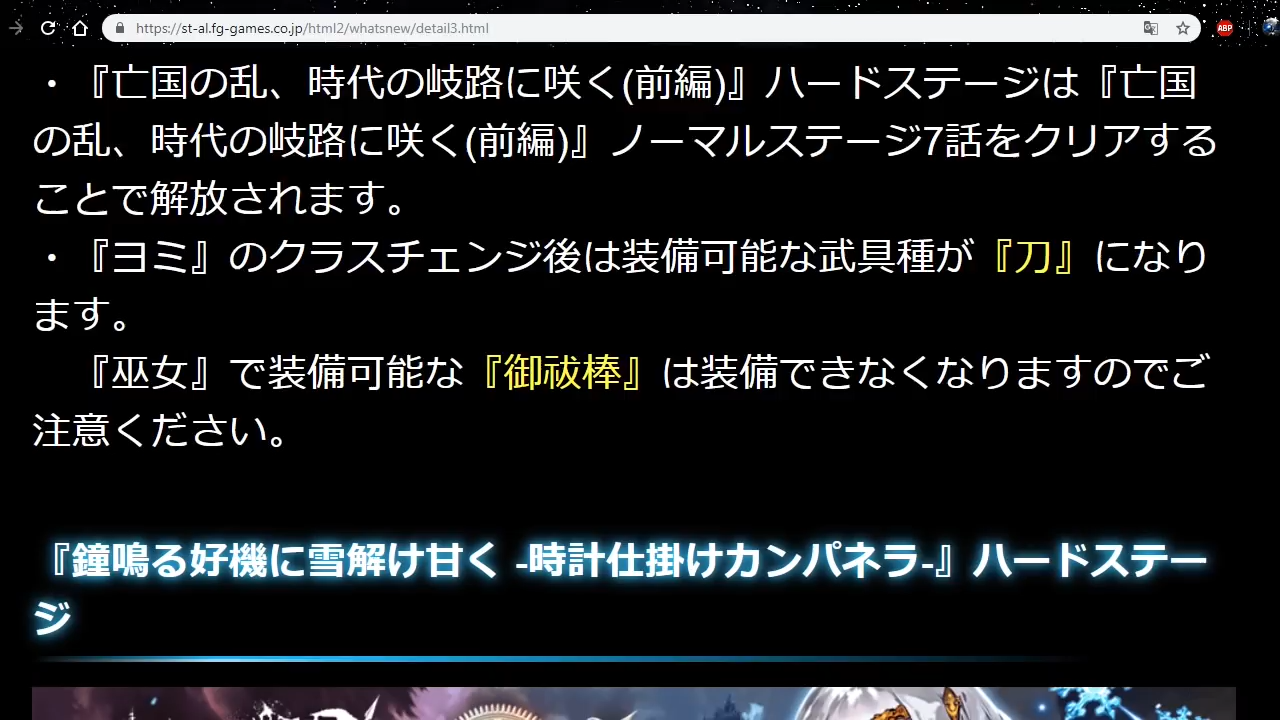 https://st-al.fg-games.co.jp/html2/whatsnew/detail3.html
ABP
・『亡国の乱、時代の岐路に咲く(前編)』ハードステージは『亡国
の乱、時代の岐路に咲く(前編)』ノーマルステージ7話をクリアする
ことで解放されます。
・『ヨミ』のクラスチェンジ後は装備可能な武具種が『刀』になり
ます。
『巫女』で装備可能な『御祓棒』は装備できなくなりますのでご
注意ください。
『鐘鳴る好機に雪解け甘く -時計仕掛けカンパネラ-』ハードステー
ジ